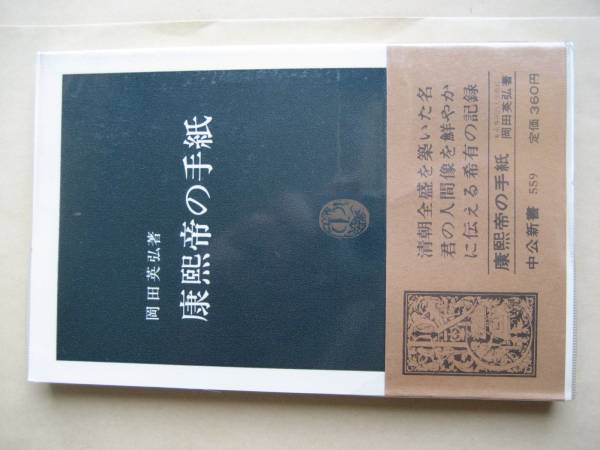 岡田英弘著
康熙帝の手紙
清朝全盛を築いた名
君の人間像を鮮やか
に伝える希有の記録
康熙帝の手紙
岡田英弘著
中公新書 559
定価 360円